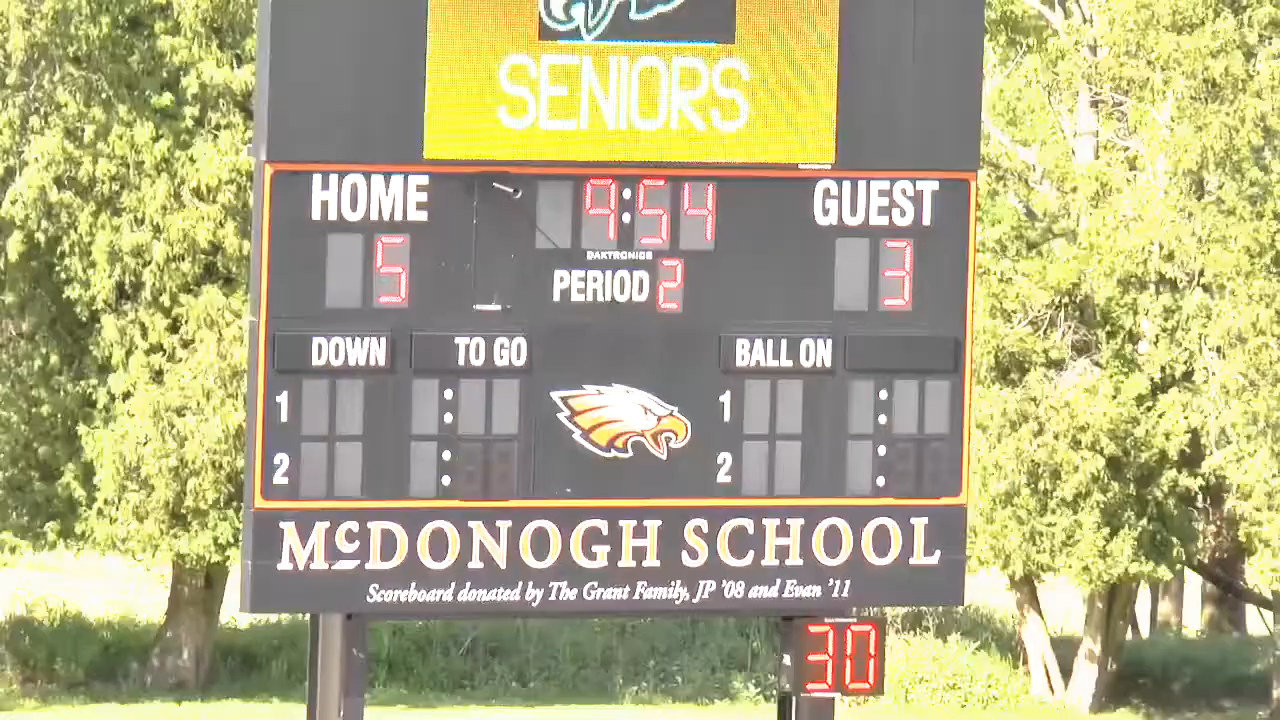 SENIORS
HOME 9:54 GUEST
DAKTRONICS
5 PERIOD 2 3
DOWN TO GO BALL ON
1 : 1 :
2 : 2 :
McDONOGH SCHOOL
Scoreboard donated by The Grant Family, JP '08 and Evan '11
30